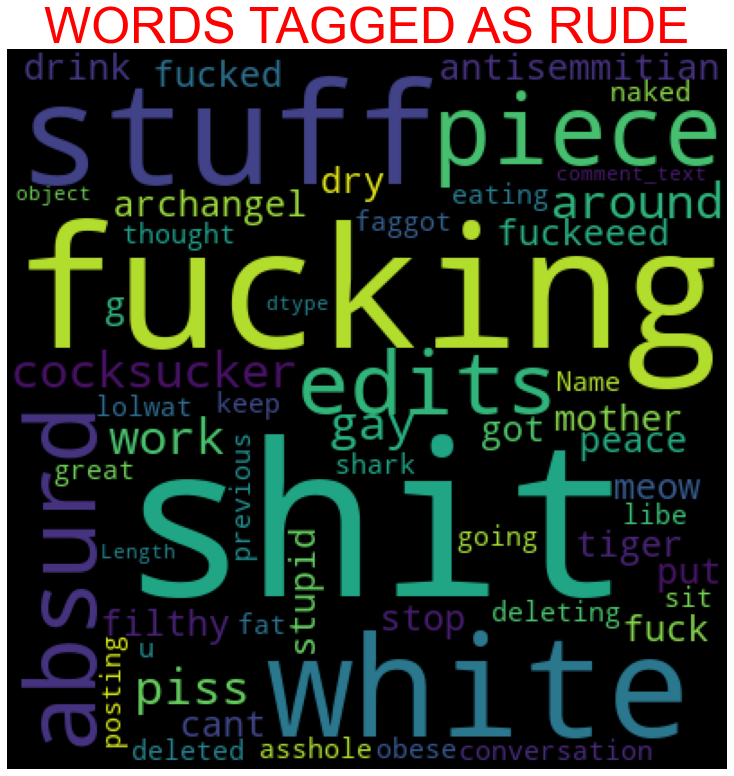 WORDS TAGGED AS RUDE
drink fucked antisemmitian
stuff piece naked
object dry comment_text
archangel eating around
thought faggot fuckeeed
fucking
g dtype
cocksucker edits Name
lolwat keep mother
work gay got peace
great previous shark meow
shit libe
Length going tiger
absurd stupid put
filthy fat stop deleting sit
u white fuck
posting piss
cant
deleted asshole obese conversation